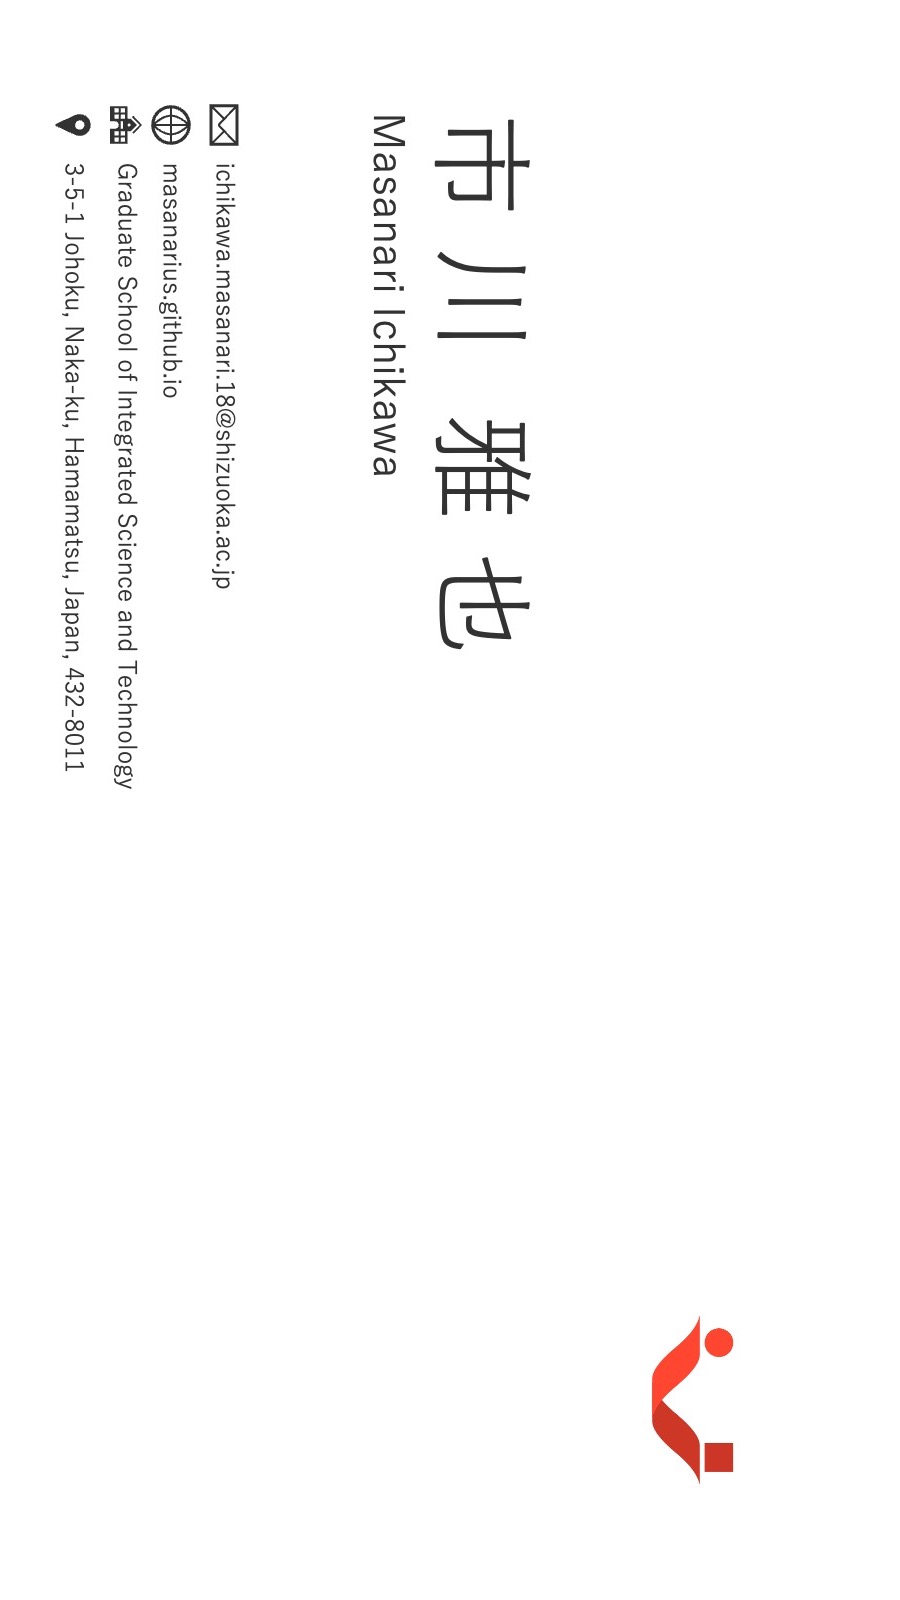 市川 雅也
Masanari Ichikawa
ichikawa.masanari.18@shizuoka.ac.jp
masanarius.github.io
Graduate School of Integrated Science and Technology
3-5-1 Johoku, Naka-ku, Hamamatsu, Japan, 432-8011